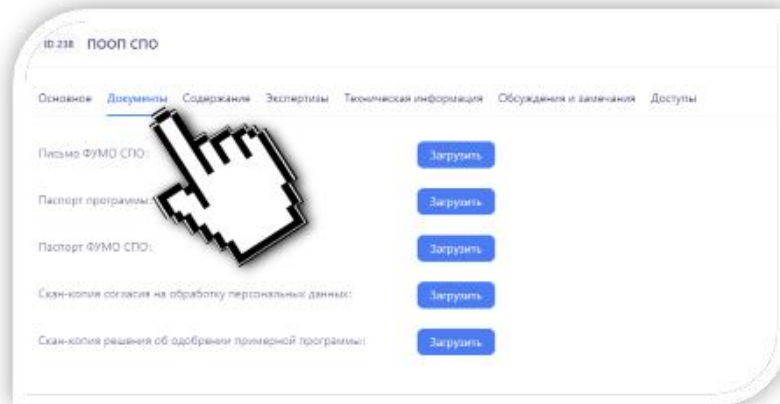 ID 238 ПООП СПО
Основное Документы Содержание Экспертизы Техническая информация Обсуждения и замечания Доступы
Письмо ФУМО СПО: Загрузить
Паспорт программы: Загрузить
Паспорт ФУМО СПО: Загрузить
Скан-копия согласия на обработку персональных данных: Загрузить
Скан-копия решения об одобрении примерной программы: Загрузить